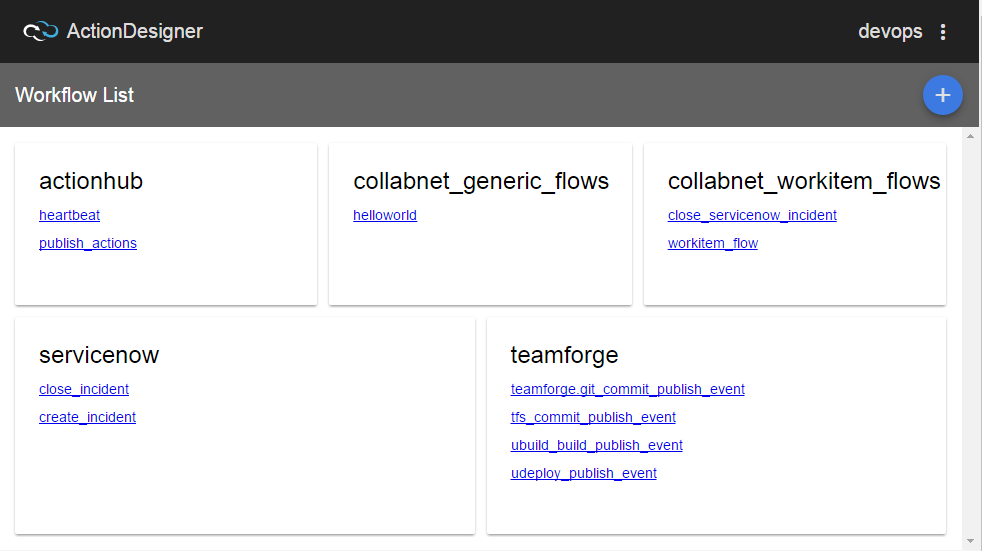 ActionDesigner
devops
Workflow List
+
actionhub
heartbeat
publish_actions
collabnet_generic_flows
helloworld
collabnet_workitem_flows
close_servicenow_incident
workitem_flow
servicenow
close_incident
create_incident
teamforge
teamforge.git_commit_publish_event
tfs_commit_publish_event
ubuild_build_publish_event
udeploy_publish_event